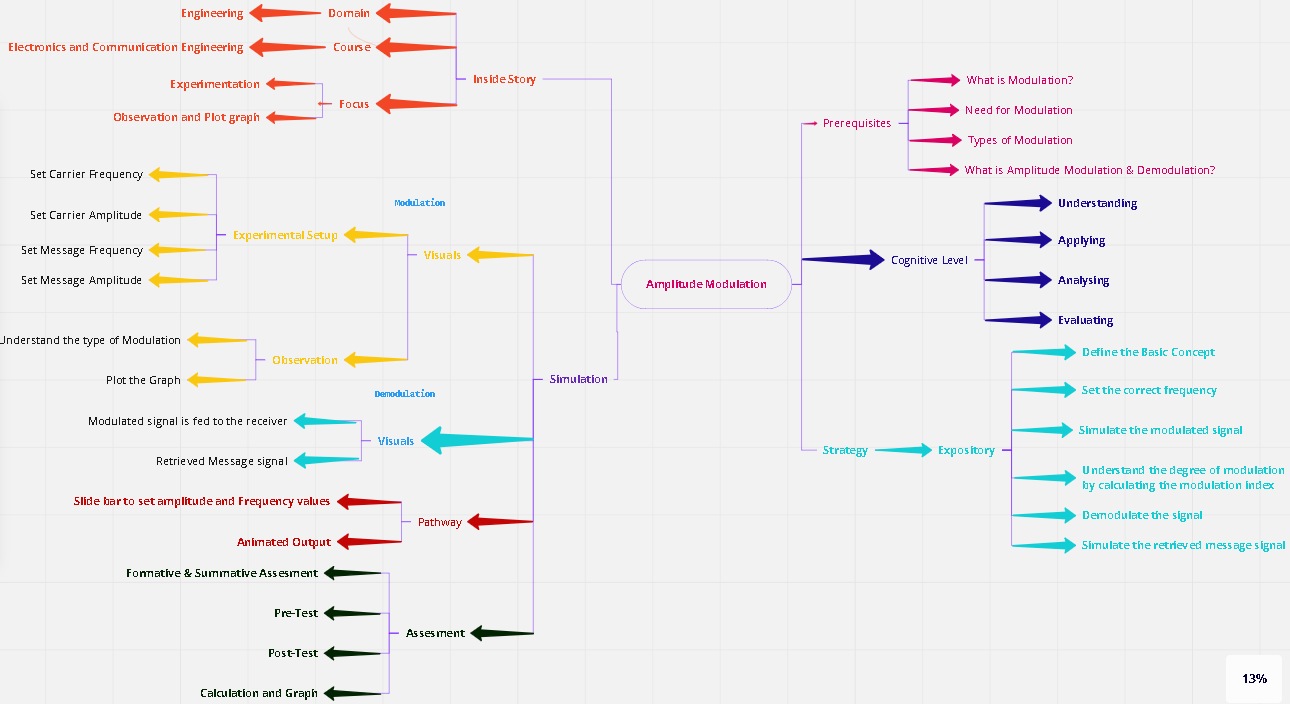 Engineering
Domain
Electronics and Communication Engineering
Course
Inside Story
Experimentation
Focus
Observation and Plot graph
Set Carrier Frequency
Set Carrier Amplitude
Set Message Frequency
Set Message Amplitude
Experimental Setup
Modulation
Visuals
Understand the type of Modulation
Plot the Graph
Observation
Simulation
Demodulation
Modulated signal is fed to the receiver
Retrieved Message signal
Visuals
Slide bar to set amplitude and Frequency values
Animated Output
Pathway
Formative & Summative Assesment
Pre-Test
Post-Test
Calculation and Graph
Assesment
Amplitude Modulation
Prerequisites
What is Modulation?
Need for Modulation
Types of Modulation
What is Amplitude Modulation & Demodulation?
Cognitive Level
Understanding
Applying
Analysing
Evaluating
Strategy
Expository
Define the Basic Concept
Set the correct frequency
Simulate the modulated signal
Understand the degree of modulation
by calculating the modulation index
Demodulate the signal
Simulate the retrieved message signal
13%